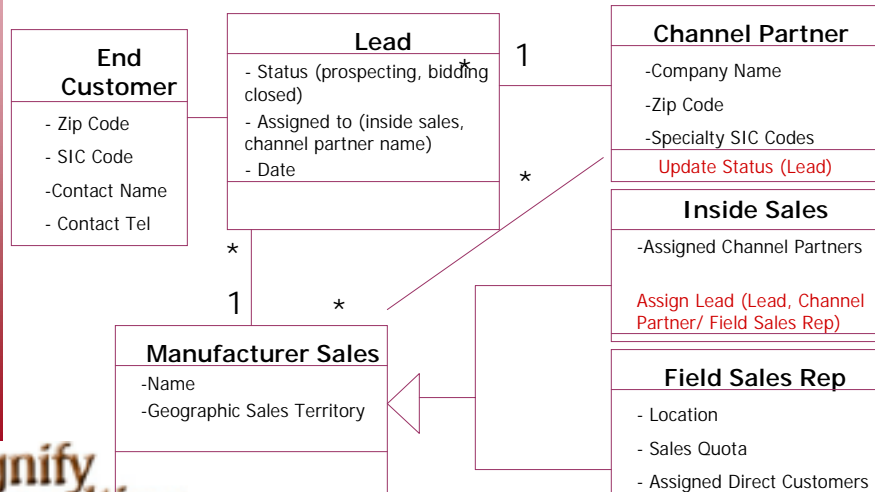 End
Customer
- Zip Code
- SIC Code
-Contact Name
- Contact Tel
Lead
- Status (prospecting, bidding
closed)
- Assigned to (inside sales,
channel partner name)
- Date
*
1
Channel Partner
-Company Name
-Zip Code
-Specialty SIC Codes
Update Status (Lead)
*
Inside Sales
-Assigned Channel Partners
Assign Lead (Lead, Channel
Partner/ Field Sales Rep)
*
1
*
Manufacturer Sales
-Name
-Geographic Sales Territory
Field Sales Rep
- Location
- Sales Quota
- Assigned Direct Customers